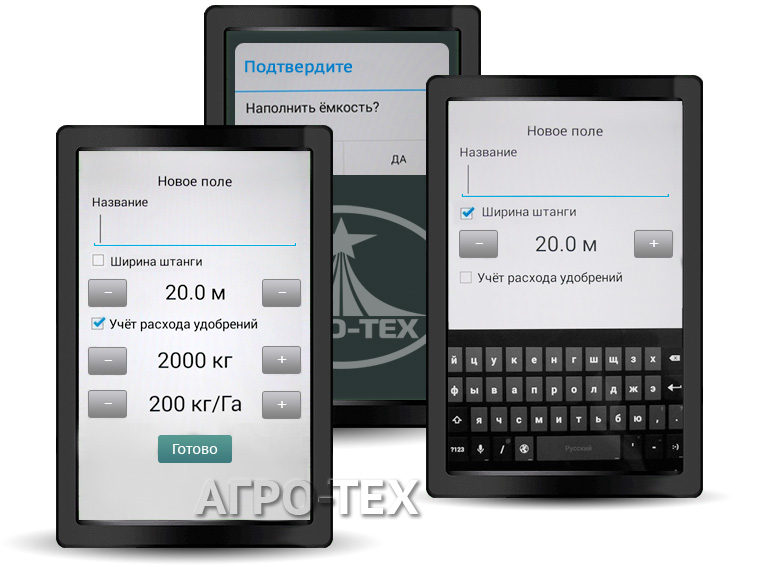 Подтвердите
Наполнить ёмкость?
ДА
РО-ТЕХ
Новое поле
Название
Ширина штанги
− 20.0 м −
Учёт расхода удобрений
− 2000 кг +
− 200 кг/Га +
Готово
Новое поле
Название
Ширина штанги
− 20.0 м +
Учёт расхода удобрений
й ц у к е н г ш щ з х
ф ы в а п р о л д ж э
я ч с м и т ь б ю , .
?123 / Русский ' - :-)
АГРО-ТЕХ